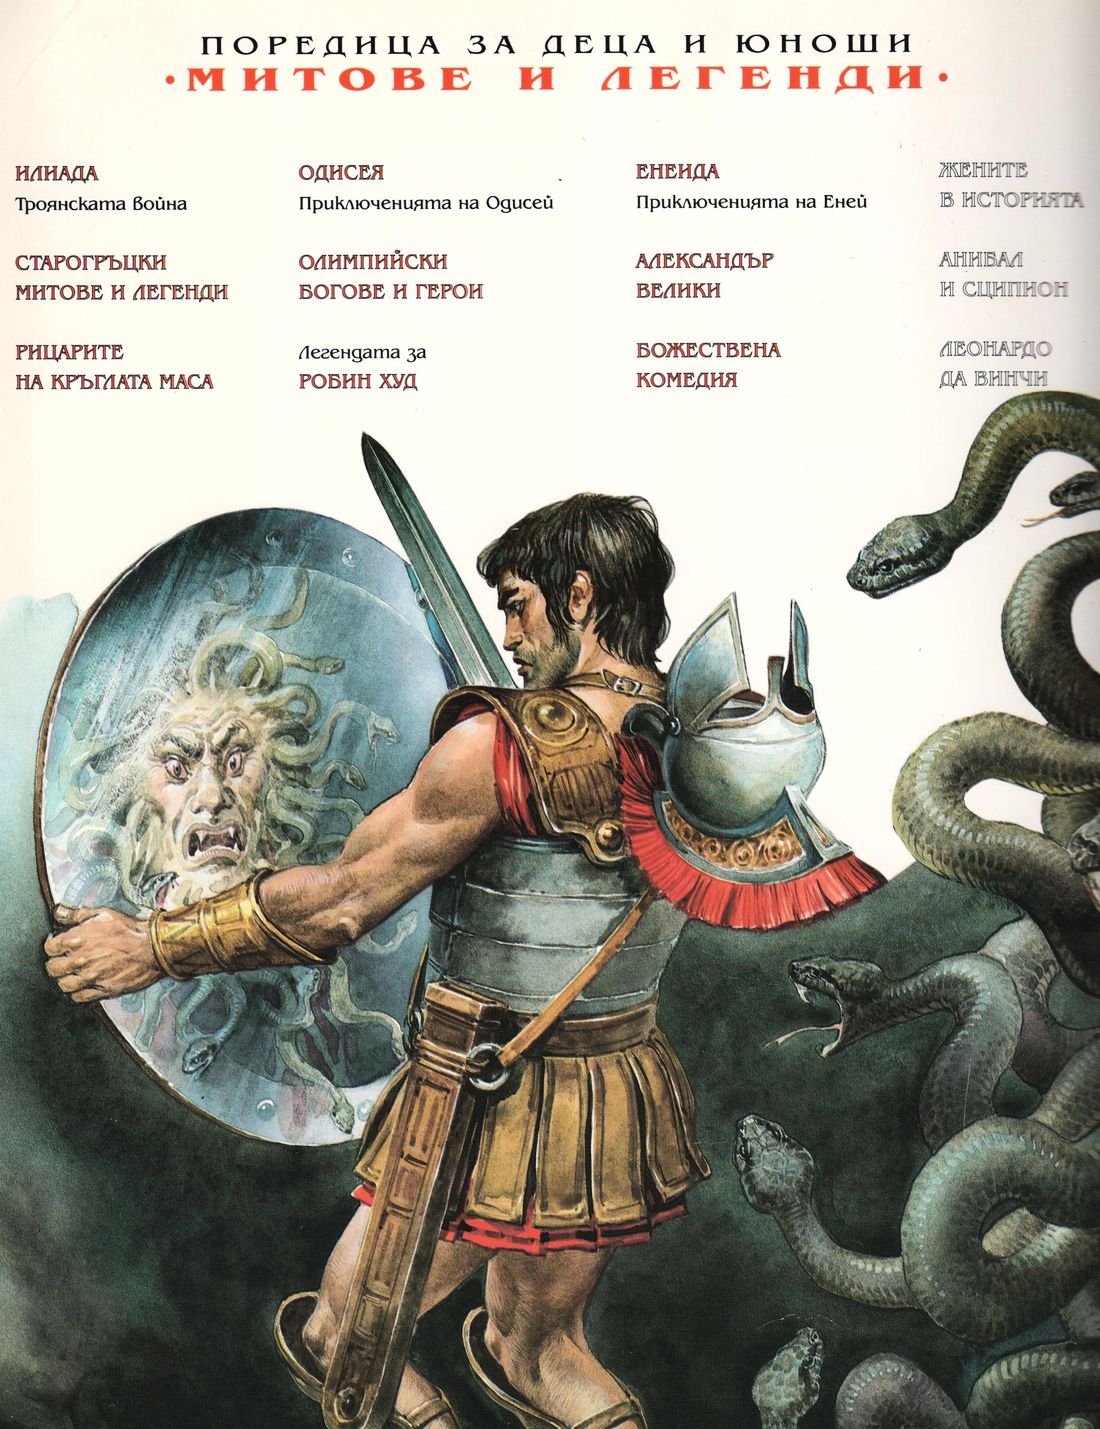 ПОРЕДИЦА ЗА ДЕЦА И ЮНОШИ
·МИТОВЕ И ЛЕГЕНДИ·
ИЛИАДА
Троянската война
СТАРОГРЪЦКИ
МИТОВЕ И ЛЕГЕНДИ
РИЦАРИТЕ
НА КРЪГЛАТА МАСА
ОДИСЕЯ
Приключенията на Одисей
ОЛИМПИЙСКИ
БОГОВЕ И ГЕРОИ
Легендата за
РОБИН ХУД
ЕНЕИДА
Приключенията на Еней
АЛЕКСАНДЪР
ВЕЛИКИ
БОЖЕСТВЕНА
КОМЕДИЯ
ЖЕНИТЕ
В ИСТОРИЯТА
АНИБАЛ
И СЦИПИОН
ЛЕОНАРДО
ДА ВИНЧИ